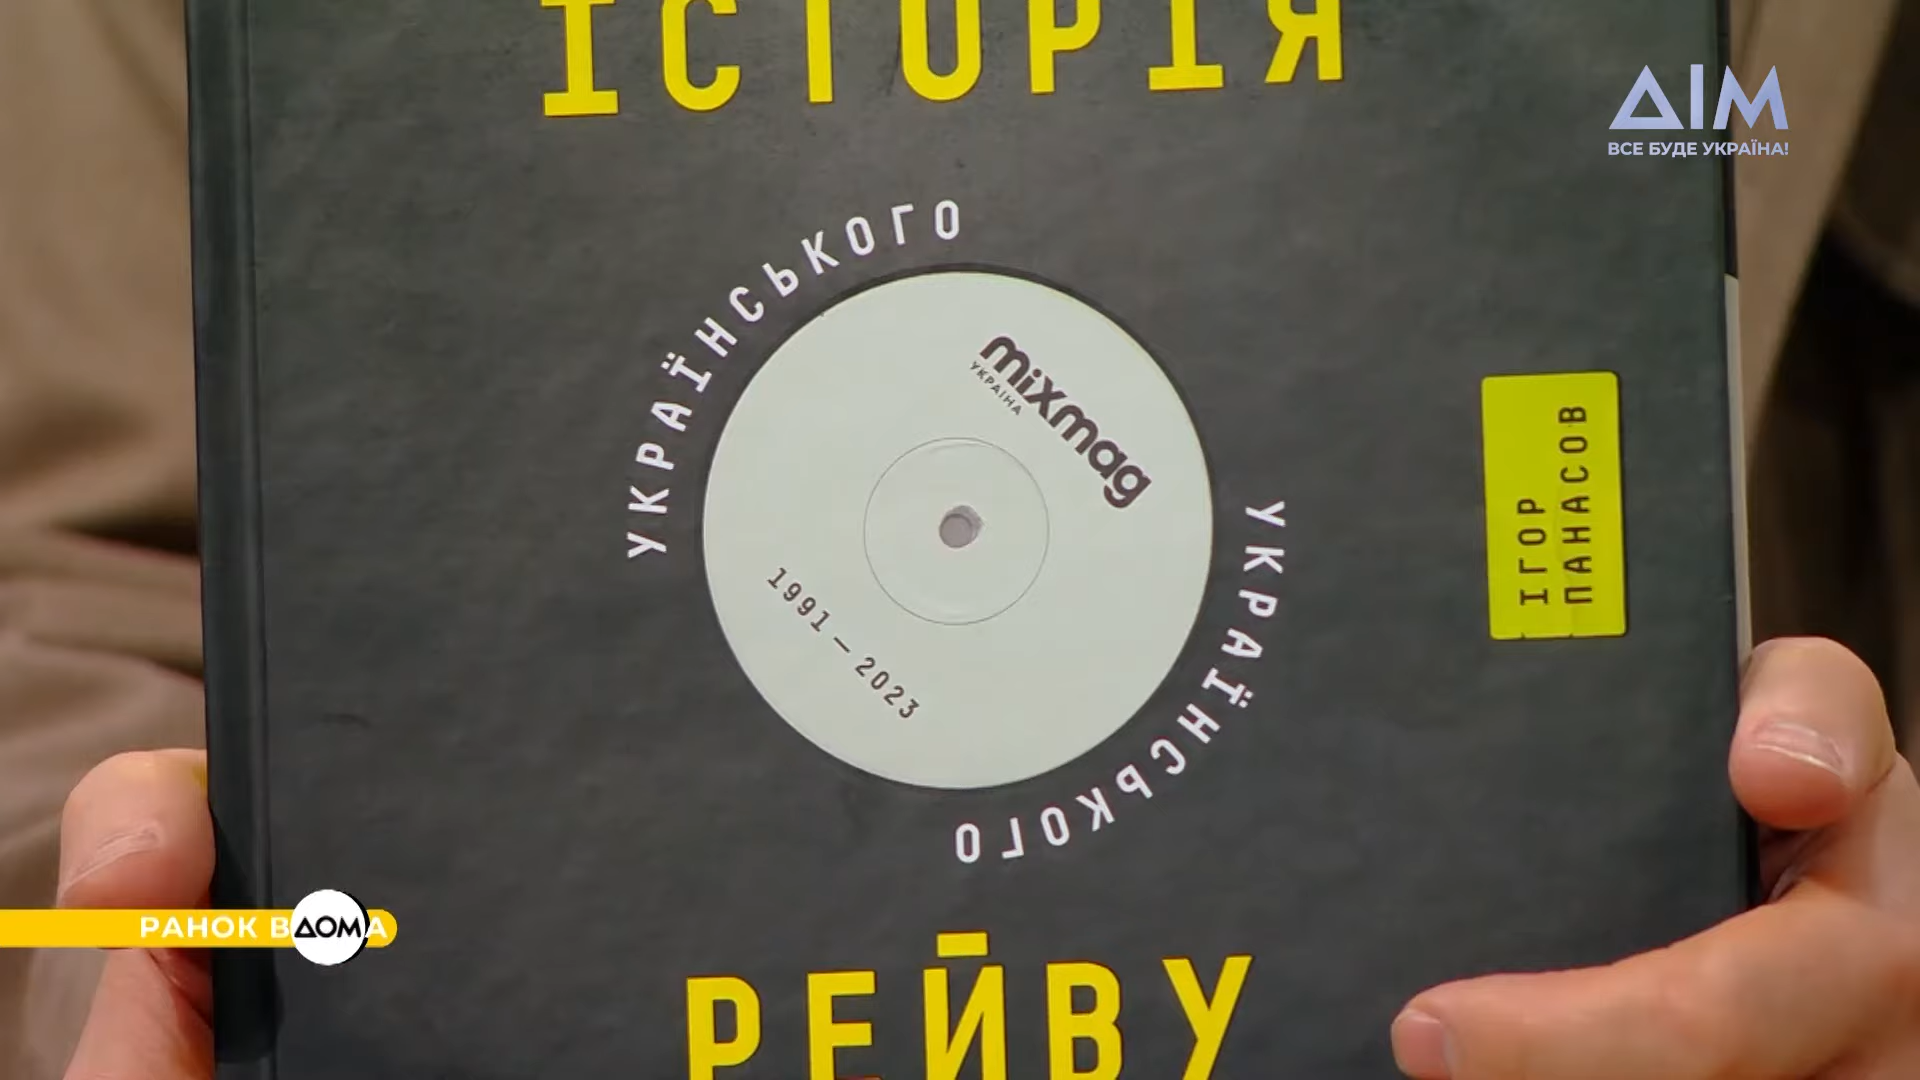 ІСТОРІЯ
ДІМ
ВСЕ БУДЕ УКРАЇНА!
УКРАЇНСЬКОГО
mixmag
УКРАЇНА
1991—2023
УКРАЇНСЬКОГО
ІГОР
ПАНАСОВ
РАНОК ВДОМА
РЕЙВУ